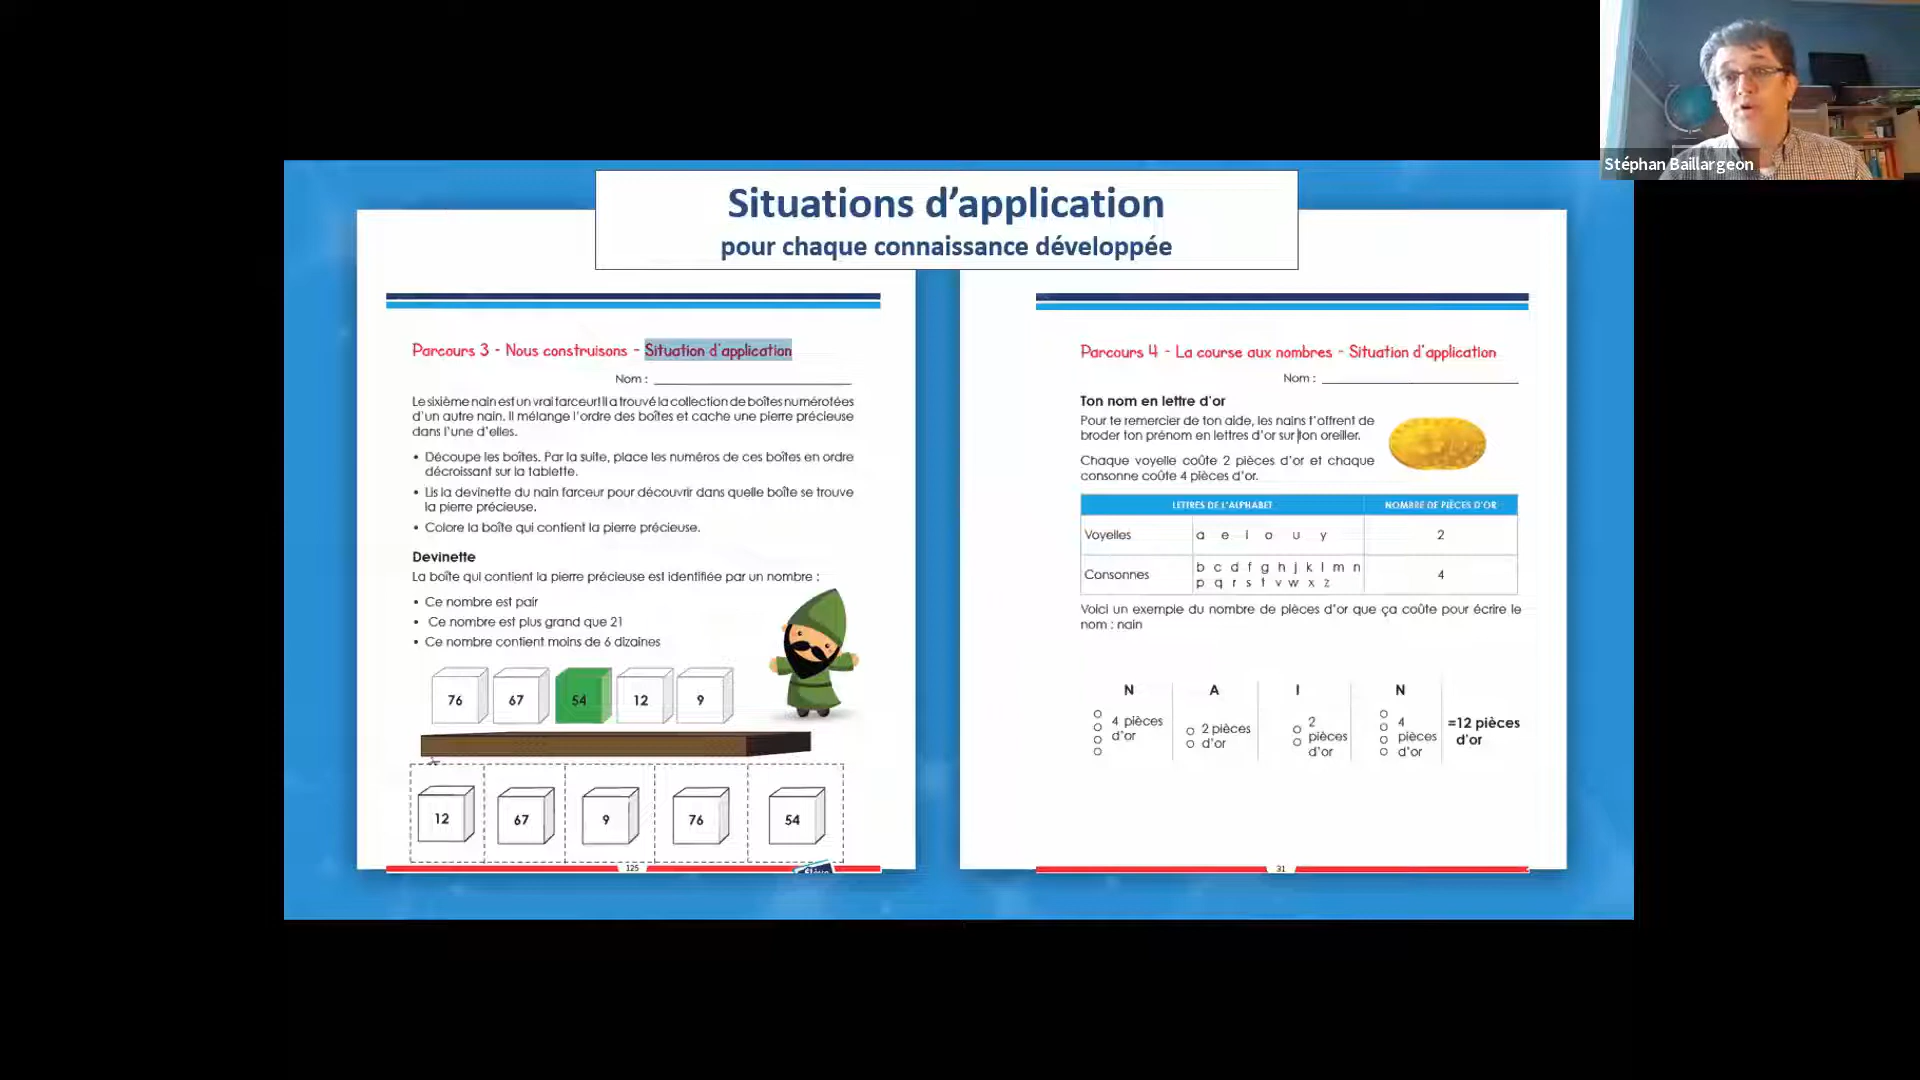 Stéphan Baillargeon
Situations d'application
pour chaque connaissance développée
Parcours 3 - Nous construisons - Situation d'application
Nom :
Le sixième nain est un vrai farceur! Il a trouvé la collection de boîtes numérotées
d'un autre nain. Il mélange l'ordre des boîtes et cache une pierre précieuse
dans l'une d'elles.
• Découpe les boîtes. Par la suite, place les numéros de ces boîtes en ordre
décroissant sur la tablette.
• Lis la devinette du nain farceur pour découvrir dans quelle boîte se trouve
la pierre précieuse.
• Colore la boîte qui contient la pierre précieuse.
Devinette
La boîte qui contient la pierre précieuse est identifiée par un nombre :
• Ce nombre est pair
• Ce nombre est plus grand que 21
• Ce nombre contient moins de 6 dizaines
76 67 54 12 9
12 67 9 76 54
125
Parcours 4 - La course aux nombres - Situation d'application
Nom :
Ton nom en lettre d'or
Pour te remercier de ton aide, les nains t'offrent de
broder ton prénom en lettres d'or sur ton oreiller.
Chaque voyelle coûte 2 pièces d'or et chaque
consonne coûte 4 pièces d'or.
LETTRES DE L'ALPHABET NOMBRE DE PIÈCES D'OR
Voyelles a e i o u y 2
b c d f g h j k l m n
Consonnes 4
p q r s t v w x z
Voici un exemple du nombre de pièces d'or que ça coûte pour écrire le
nom : nain
N A I N
4 pièces
d'or
2 pièces
d'or
2
pièces
d'or
4
pièces
d'or
=12 pièces
d'or
31